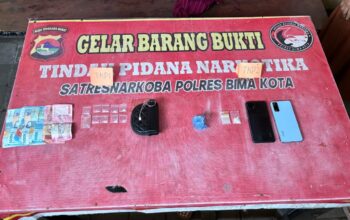 GELAR BARANG BUKTI
TINDAK PIDANA NARKOTIKA
SATRESNARKOBA POLRES BIMA KOTA